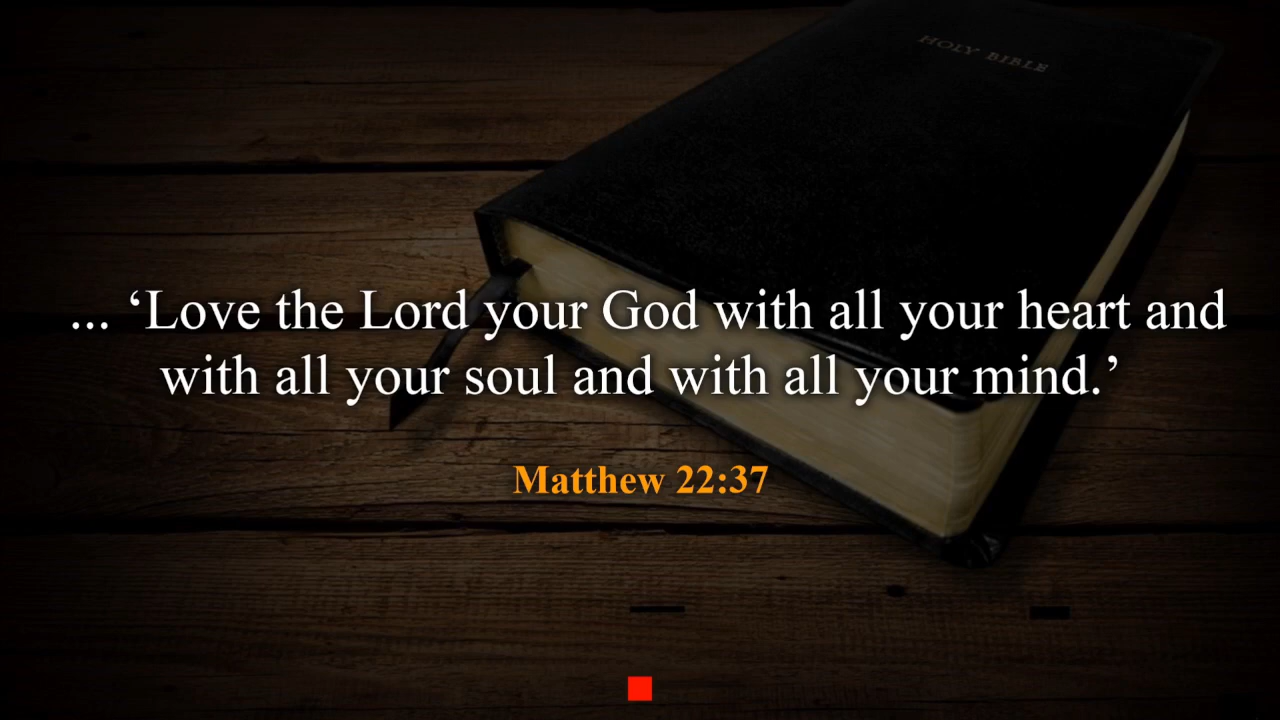 HOLY BIBLE
... ‘Love the Lord your God with all your heart and
with all your soul and with all your mind.’
Matthew 22:37